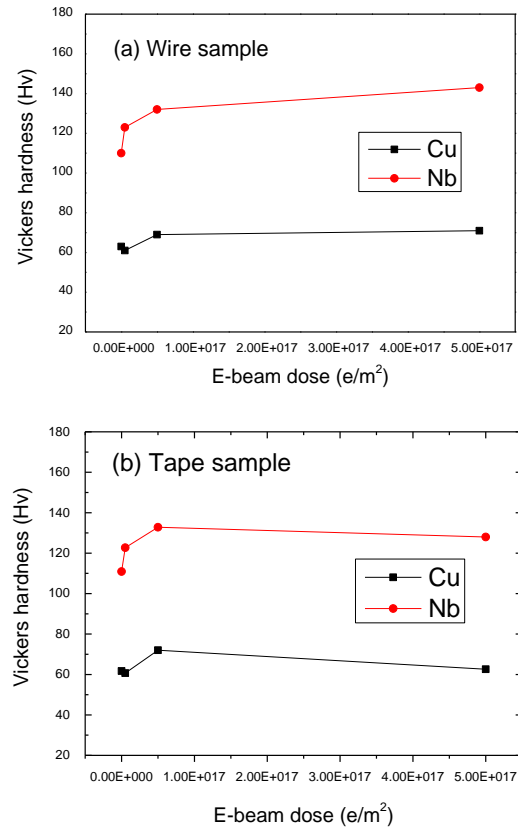 (a) Wire sample
Vickers hardness (Hv)
180
160
140
120
100
80
60
40
20
Cu
Nb
0.00E+000 1.00E+017 2.00E+017 3.00E+017 4.00E+017 5.00E+017
E-beam dose (e/m²)
(b) Tape sample
Vickers hardness (Hv)
180
160
140
120
100
80
60
40
20
Cu
Nb
0.00E+000 1.00E+017 2.00E+017 3.00E+017 4.00E+017 5.00E+017
E-beam dose (e/m²)